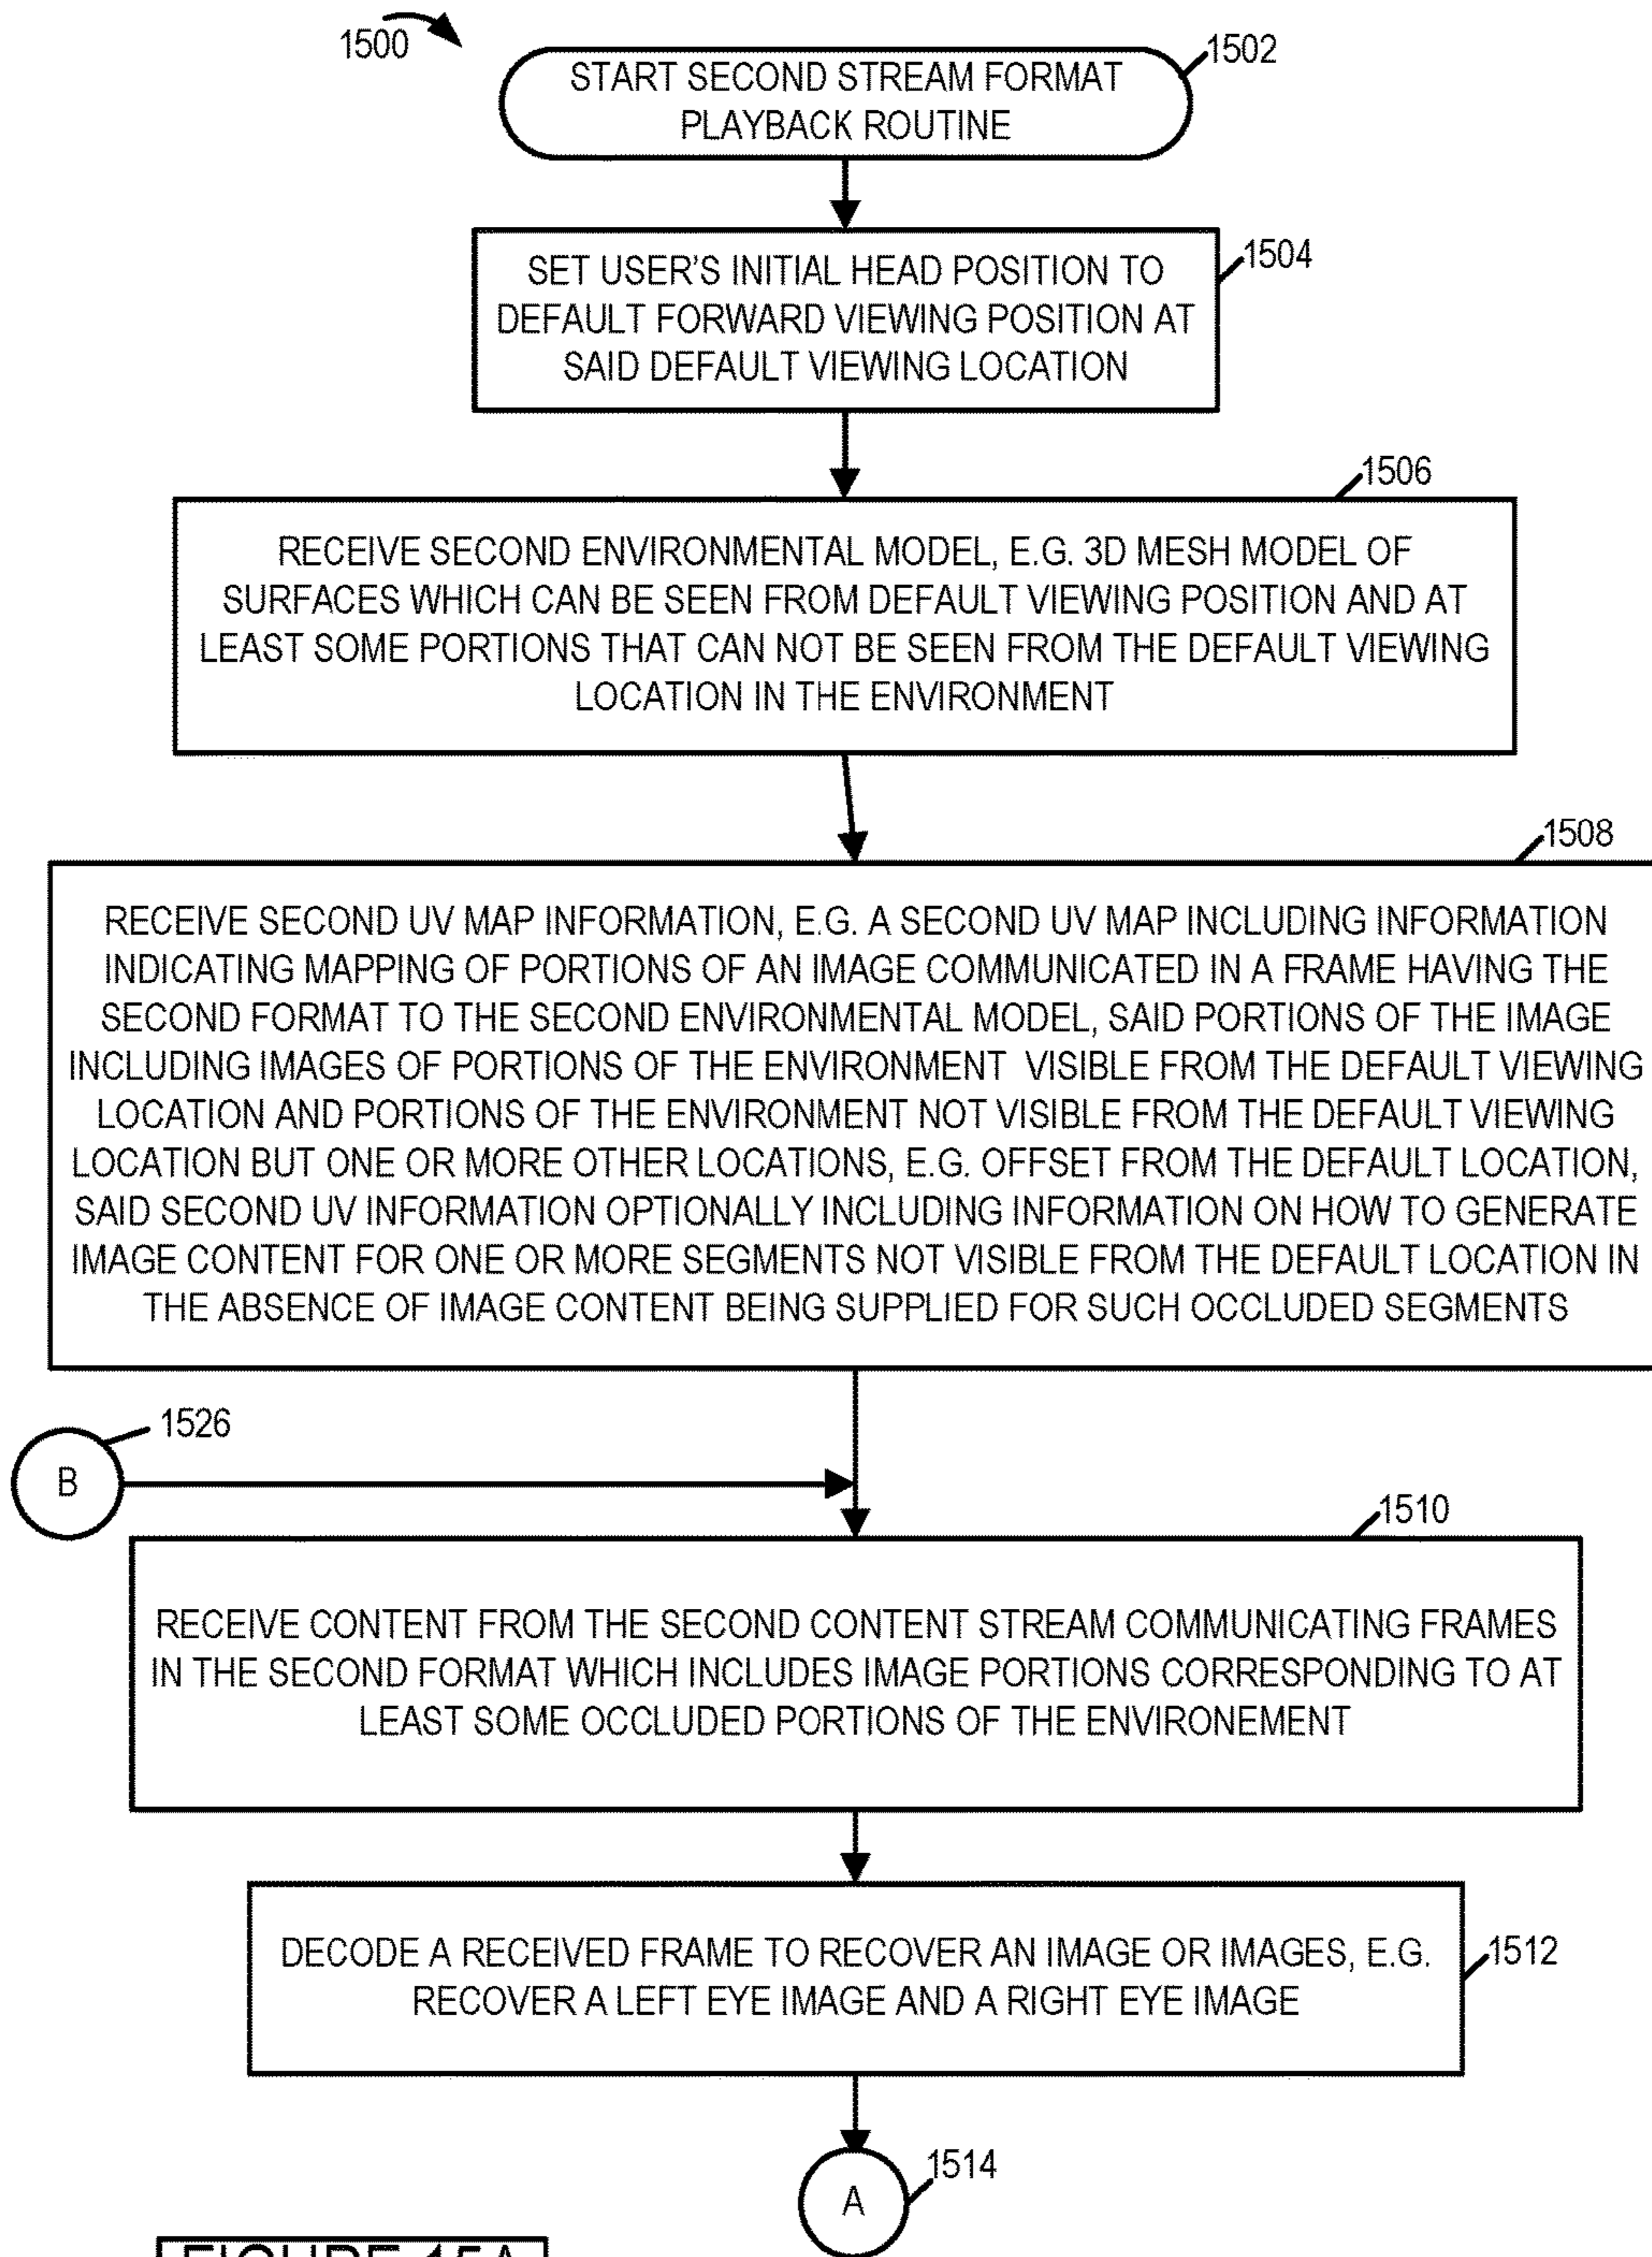 1500
1502
START SECOND STREAM FORMAT
PLAYBACK ROUTINE
1504
SET USER'S INITIAL HEAD POSITION TO
DEFAULT FORWARD VIEWING POSITION AT
SAID DEFAULT VIEWING LOCATION
1506
RECEIVE SECOND ENVIRONMENTAL MODEL, E.G. 3D MESH MODEL OF
SURFACES WHICH CAN BE SEEN FROM DEFAULT VIEWING POSITION AND AT
LEAST SOME PORTIONS THAT CAN NOT BE SEEN FROM THE DEFAULT VIEWING
LOCATION IN THE ENVIRONMENT
1508
RECEIVE SECOND UV MAP INFORMATION, E.G. A SECOND UV MAP INCLUDING INFORMATION
INDICATING MAPPING OF PORTIONS OF AN IMAGE COMMUNICATED IN A FRAME HAVING THE
SECOND FORMAT TO THE SECOND ENVIRONMENTAL MODEL, SAID PORTIONS OF THE IMAGE
INCLUDING IMAGES OF PORTIONS OF THE ENVIRONMENT VISIBLE FROM THE DEFAULT VIEWING
LOCATION AND PORTIONS OF THE ENVIRONMENT NOT VISIBLE FROM THE DEFAULT VIEWING
LOCATION BUT ONE OR MORE OTHER LOCATIONS, E.G. OFFSET FROM THE DEFAULT LOCATION,
SAID SECOND UV INFORMATION OPTIONALLY INCLUDING INFORMATION ON HOW TO GENERATE
IMAGE CONTENT FOR ONE OR MORE SEGMENTS NOT VISIBLE FROM THE DEFAULT LOCATION IN
THE ABSENCE OF IMAGE CONTENT BEING SUPPLIED FOR SUCH OCCLUDED SEGMENTS
1526
B
1510
RECEIVE CONTENT FROM THE SECOND CONTENT STREAM COMMUNICATING FRAMES
IN THE SECOND FORMAT WHICH INCLUDES IMAGE PORTIONS CORRESPONDING TO AT
LEAST SOME OCCLUDED PORTIONS OF THE ENVIRONEMENT
DECODE A RECEIVED FRAME TO RECOVER AN IMAGE OR IMAGES, E.G.
RECOVER A LEFT EYE IMAGE AND A RIGHT EYE IMAGE
1512
1514
A
FIGURE 15A